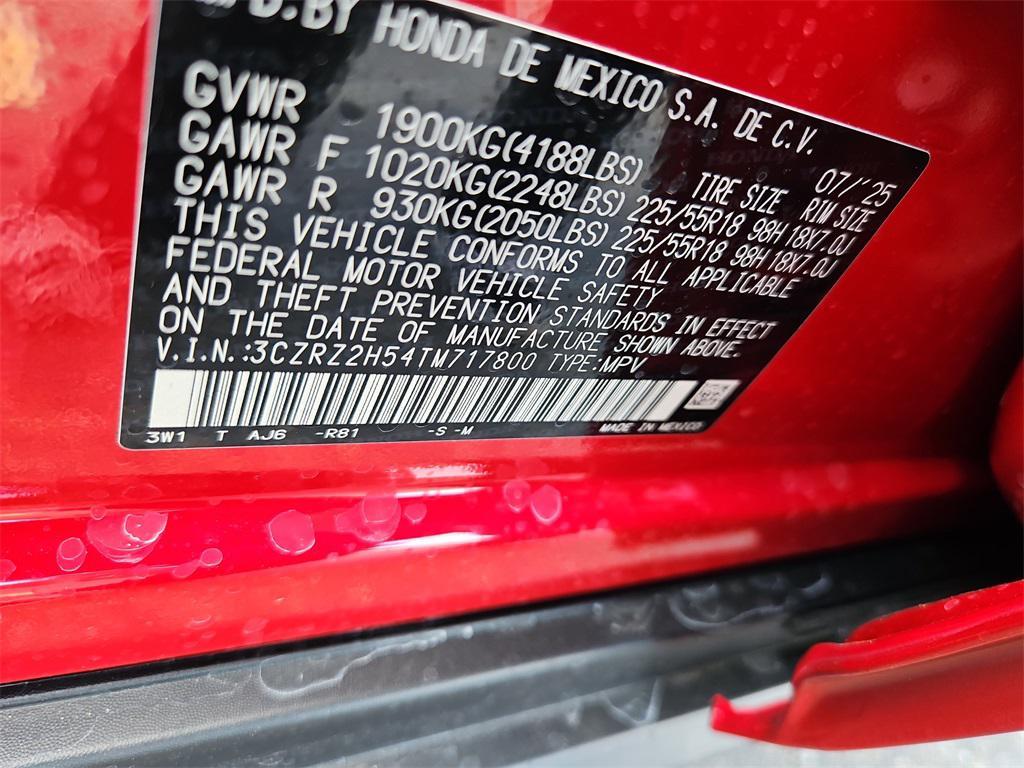 BY HONDA DE MEXICO S.A. DE C.V.
07/'25
GVWR 1900KG(4188LBS) TIRE SIZE RIM SIZE
GAWR F 1020KG(2248LBS) 225/55R18 98H 18X7.0J
GAWR R 930KG(2050LBS) 225/55R18 98H 18X7.0J
THIS VEHICLE CONFORMS TO ALL APPLICABLE
FEDERAL MOTOR VEHICLE SAFETY
AND THEFT PREVENTION STANDARDS IN EFFECT
ON THE DATE OF MANUFACTURE SHOWN ABOVE.
V.I.N.:3CZRZ2H54TM717800 TYPE:MPV
3W1 T AJ6 -R81 -S -M MADE IN MEXICO